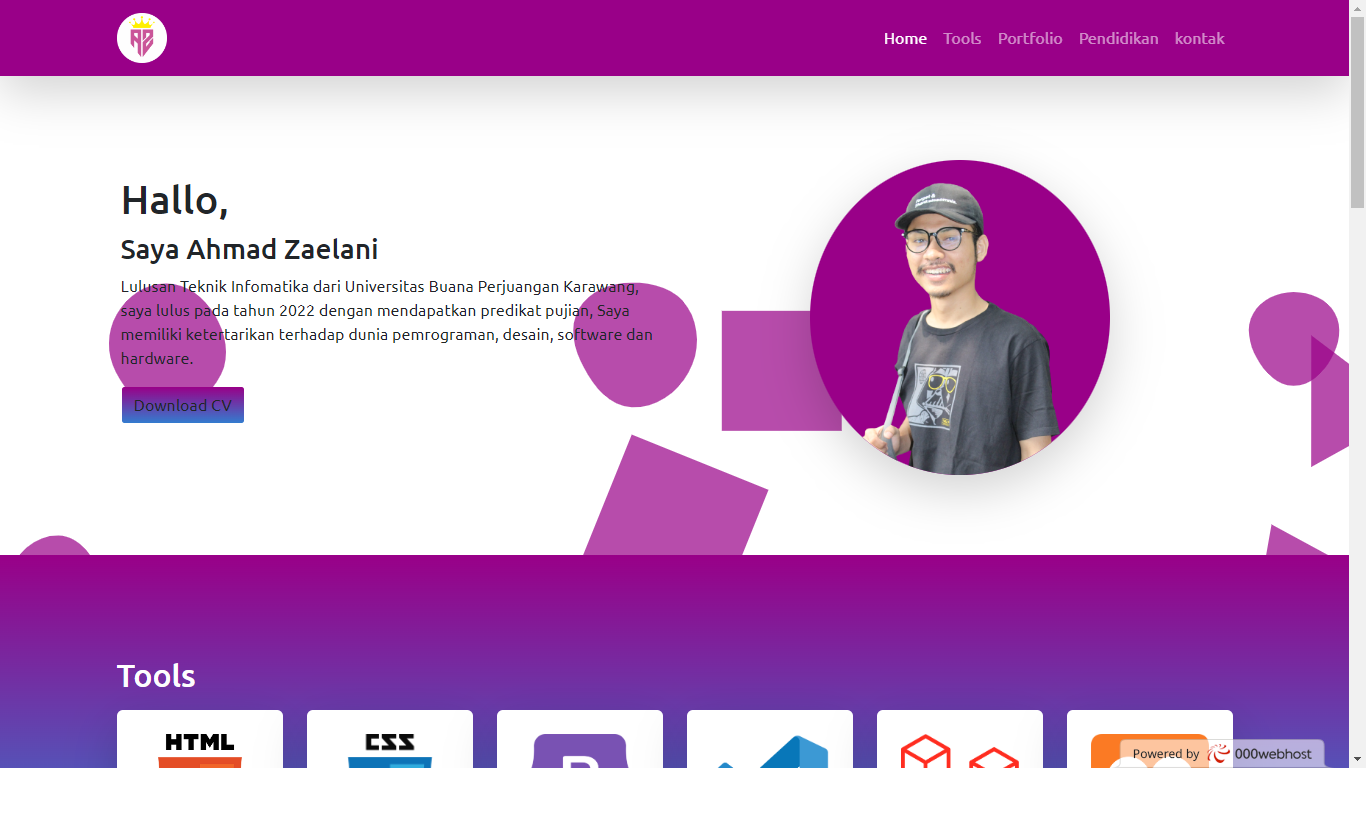 Home Tools Portfolio Pendidikan kontak
Hallo,
Saya Ahmad Zaelani
Lulusan Teknik Infomatika dari Universitas Buana Perjuangan Karawang,
saya lulus pada tahun 2022 dengan mendapatkan predikat pujian, Saya
memiliki ketertarikan terhadap dunia pemrograman, desain, software dan
hardware.
Download CV
Tools
HTML
CSS
Powered by 000webhost